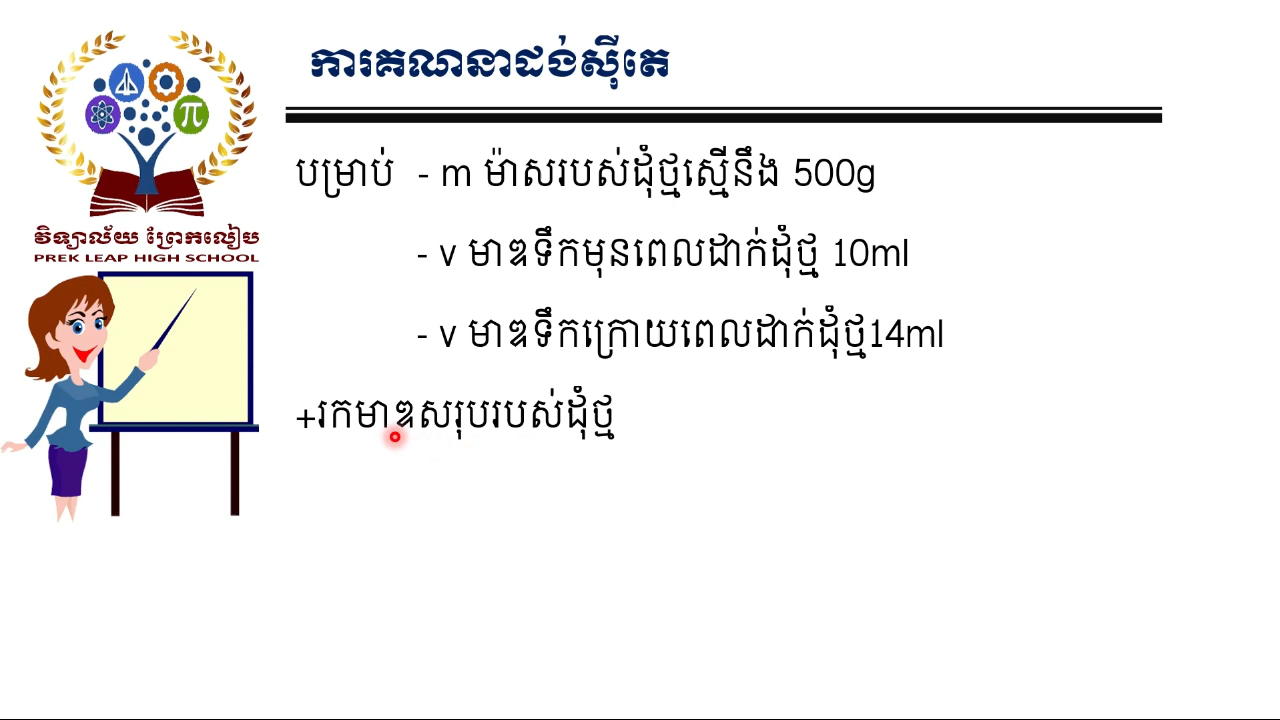 ការគណនាដង់ស៊ីតេ
វិទ្យាល័យ ព្រែកលៀប
PREK LEAP HIGH SCHOOL
បម្រាប់ - m ម៉ាសរបស់ដុំថ្មស្មើនឹង 500g
- v មាឌទឹកមុនពេលដាក់ដុំថ្ម 10ml
- v មាឌទឹកក្រោយពេលដាក់ដុំថ្ម14ml
+រកមាឌសរុបរបស់ដុំថ្ម